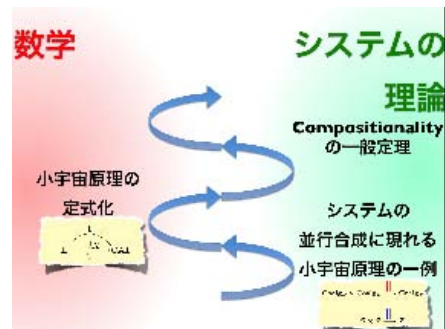 数学
システムの
理論
Compositionality
の一般定理
小宇宙原理の
定式化
システムの
並行合成に現れる
小宇宙原理の一例